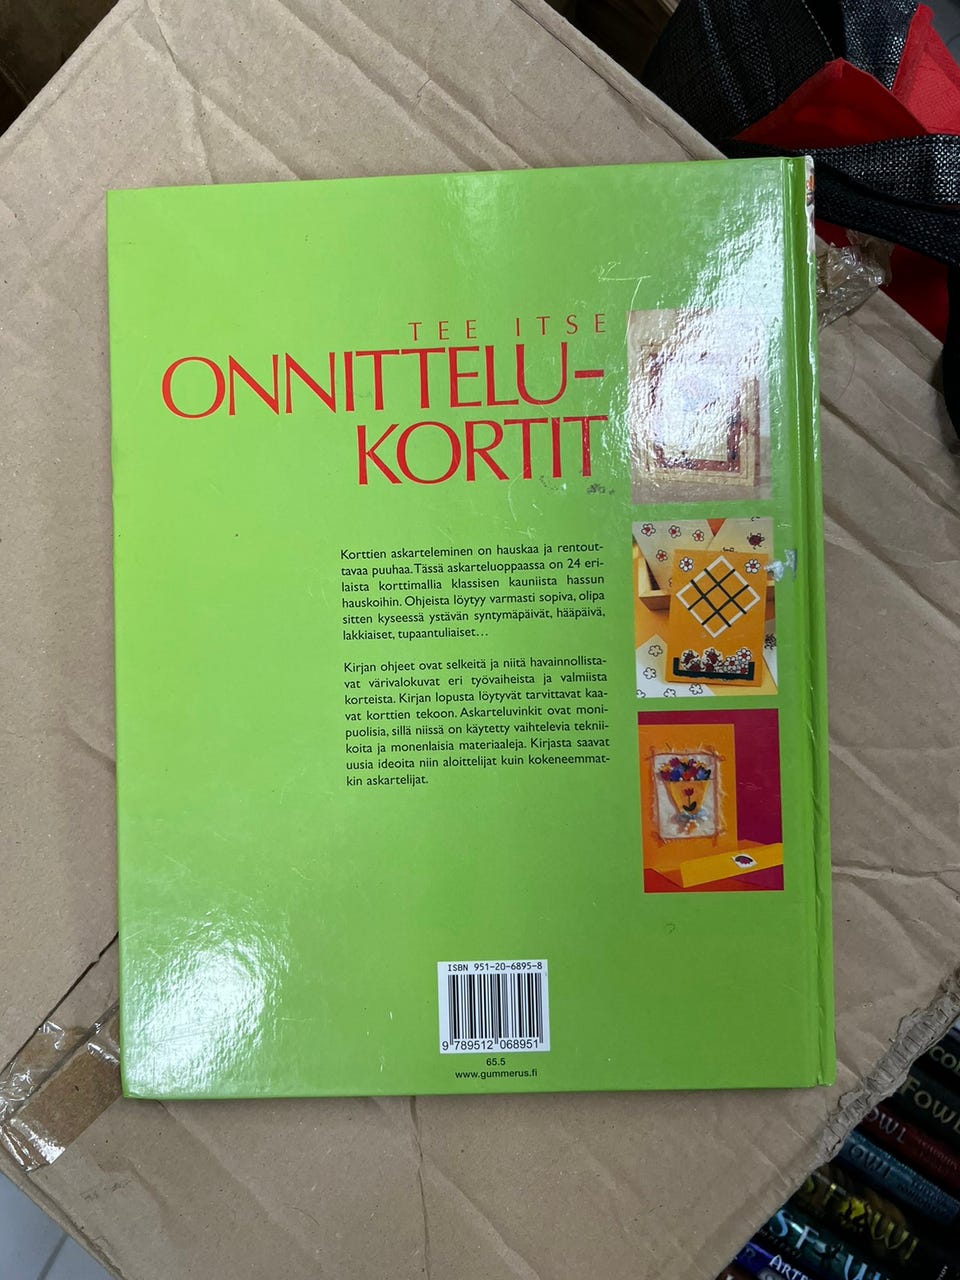 TEE ITSE
ONNITTELU-
KORTIT
Korttien askarteleminen on hauskaa ja rentout-
tavaa puuhaa. Tässä askarteluoppaassa on 24 eri-
laista korttimallia klassisen kauniista hassun
hauskoihin. Ohjeista löytyy varmasti sopiva, olipa
sitten kyseessä ystävän syntymäpäivät, hääpäivä,
lakkiaiset, tupaantuliaiset...
Kirjan ohjeet ovat selkeitä ja niitä havainnollista-
vat värivalokuvat eri työvaiheista ja valmiista
korteista. Kirjan lopusta löytyvät tarvittavat kaa-
vat korttien tekoon. Askarteluvinkit ovat moni-
puolisia, sillä niissä on käytetty vaihtelevia teknii-
koita ja monenlaisia materiaaleja. Kirjasta saavat
uusia ideoita niin aloittelijat kuin kokeneemmat-
kin askartelijat.
ISBN 951-20-6895-8
9 789512 068951
65.5
www.gummerus.fi